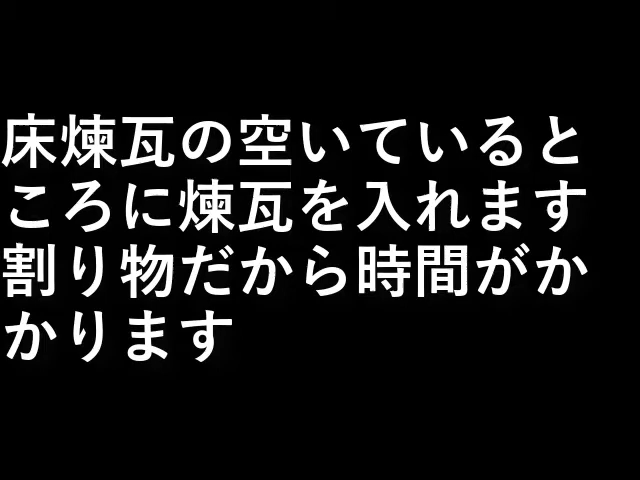 床煉瓦の空いていると
ころに煉瓦を入れます
割り物だから時間がか
かります